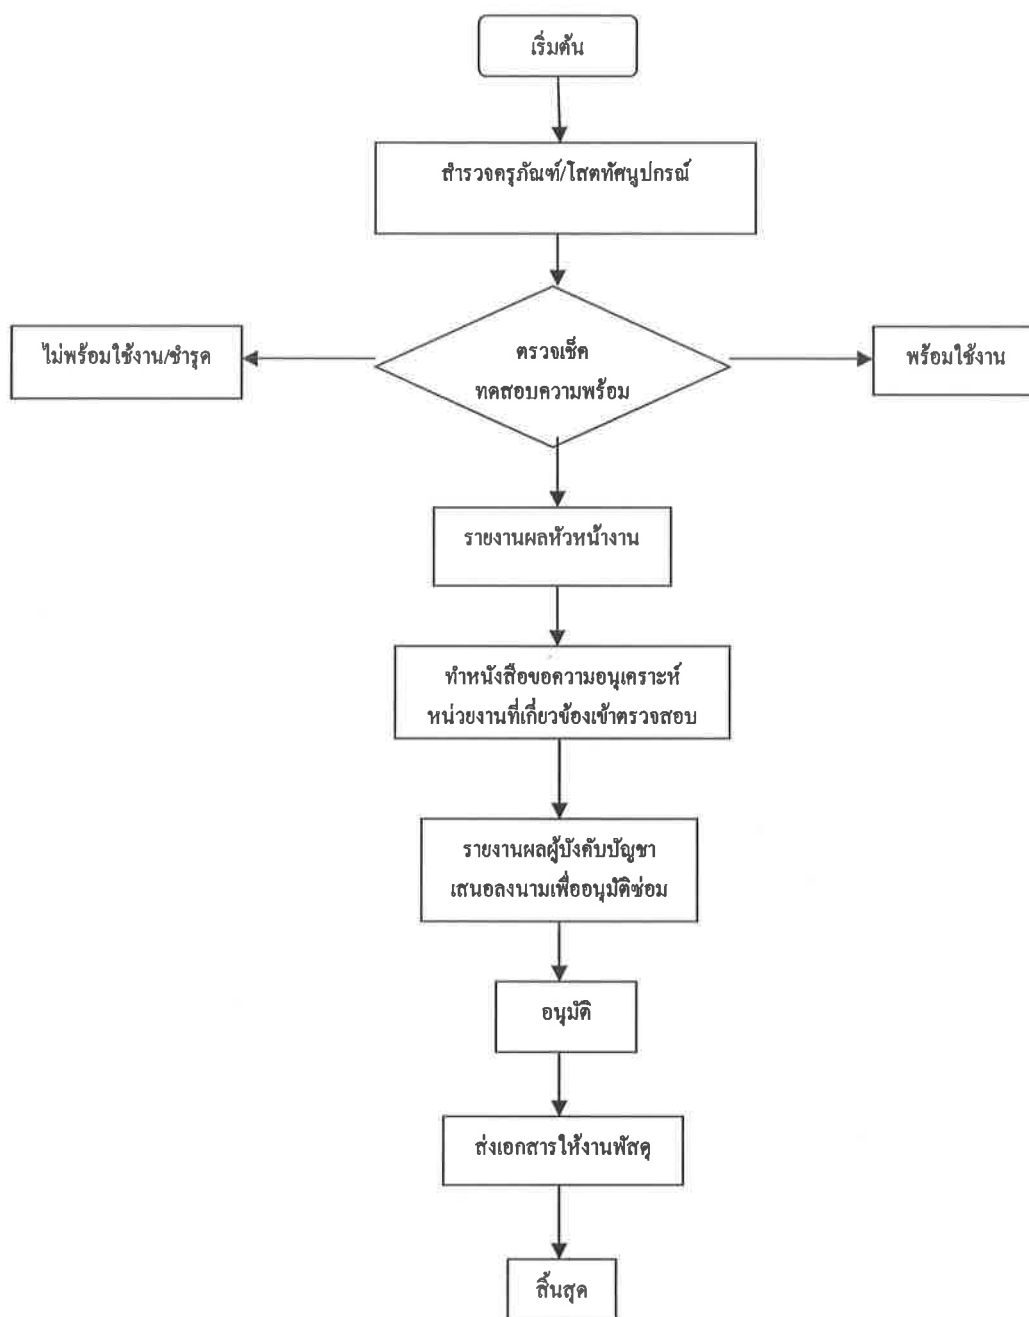 เริ่มต้น
สำรวจครุภัณฑ์/โสตทัศนูปกรณ์
ไม่พร้อมใช้งาน/ชำรุด
ตรวจเช็ค
ทดสอบความพร้อม
พร้อมใช้งาน
รายงานผลหัวหน้างาน
ทำหนังสือขอความอนุเคราะห์
หน่วยงานที่เกี่ยวข้องเข้าตรวจสอบ
รายงานผลผู้บังคับบัญชา
เสนอลงนามเพื่ออนุมัติซ่อม
อนุมัติ
ส่งเอกสารให้งานพัสดุ
สิ้นสุด